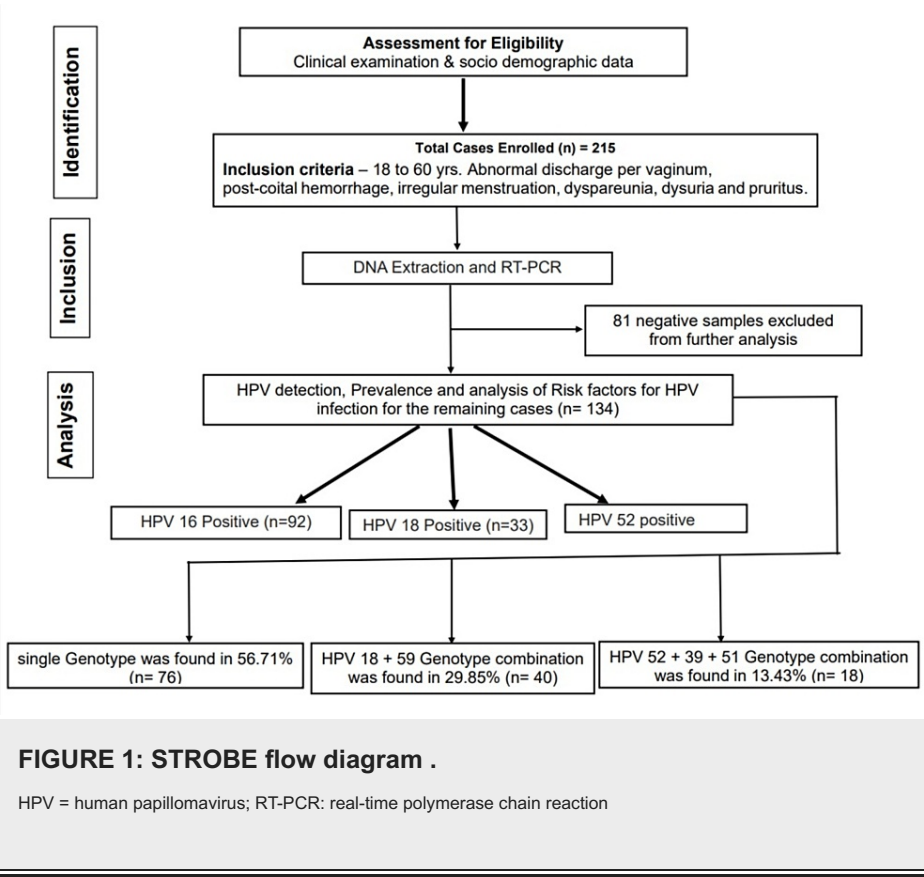 Identification
Assessment for Eligibility
Clinical examination & socio demographic data
Total Cases Enrolled (n) = 215
Inclusion criteria – 18 to 60 yrs. Abnormal discharge per vaginum,
post-coital hemorrhage, irregular menstruation, dyspareunia, dysuria and pruritus.
Inclusion
DNA Extraction and RT-PCR
81 negative samples excluded
from further analysis
Analysis
HPV detection, Prevalence and analysis of Risk factors for HPV
infection for the remaining cases (n= 134)
HPV 16 Positive (n=92)
HPV 18 Positive (n=33)
HPV 52 positive
single Genotype was found in 56.71%
(n= 76)
HPV 18 + 59 Genotype combination
was found in 29.85% (n= 40)
HPV 52 + 39 + 51 Genotype combination
was found in 13.43% (n= 18)
FIGURE 1: STROBE flow diagram .
HPV = human papillomavirus; RT-PCR: real-time polymerase chain reaction